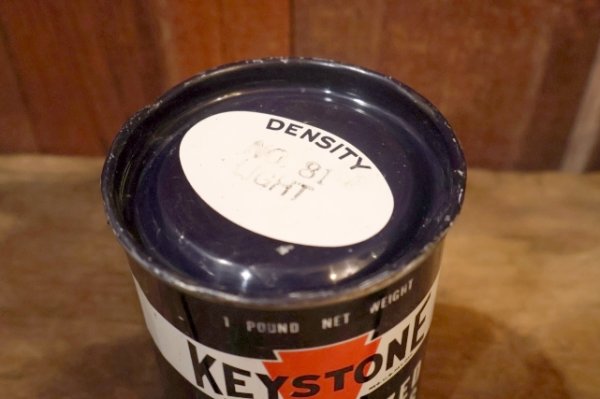 DENSITY
NO. 81
LIGHT
1 POUND NET WEIGHT
KEYSTONE